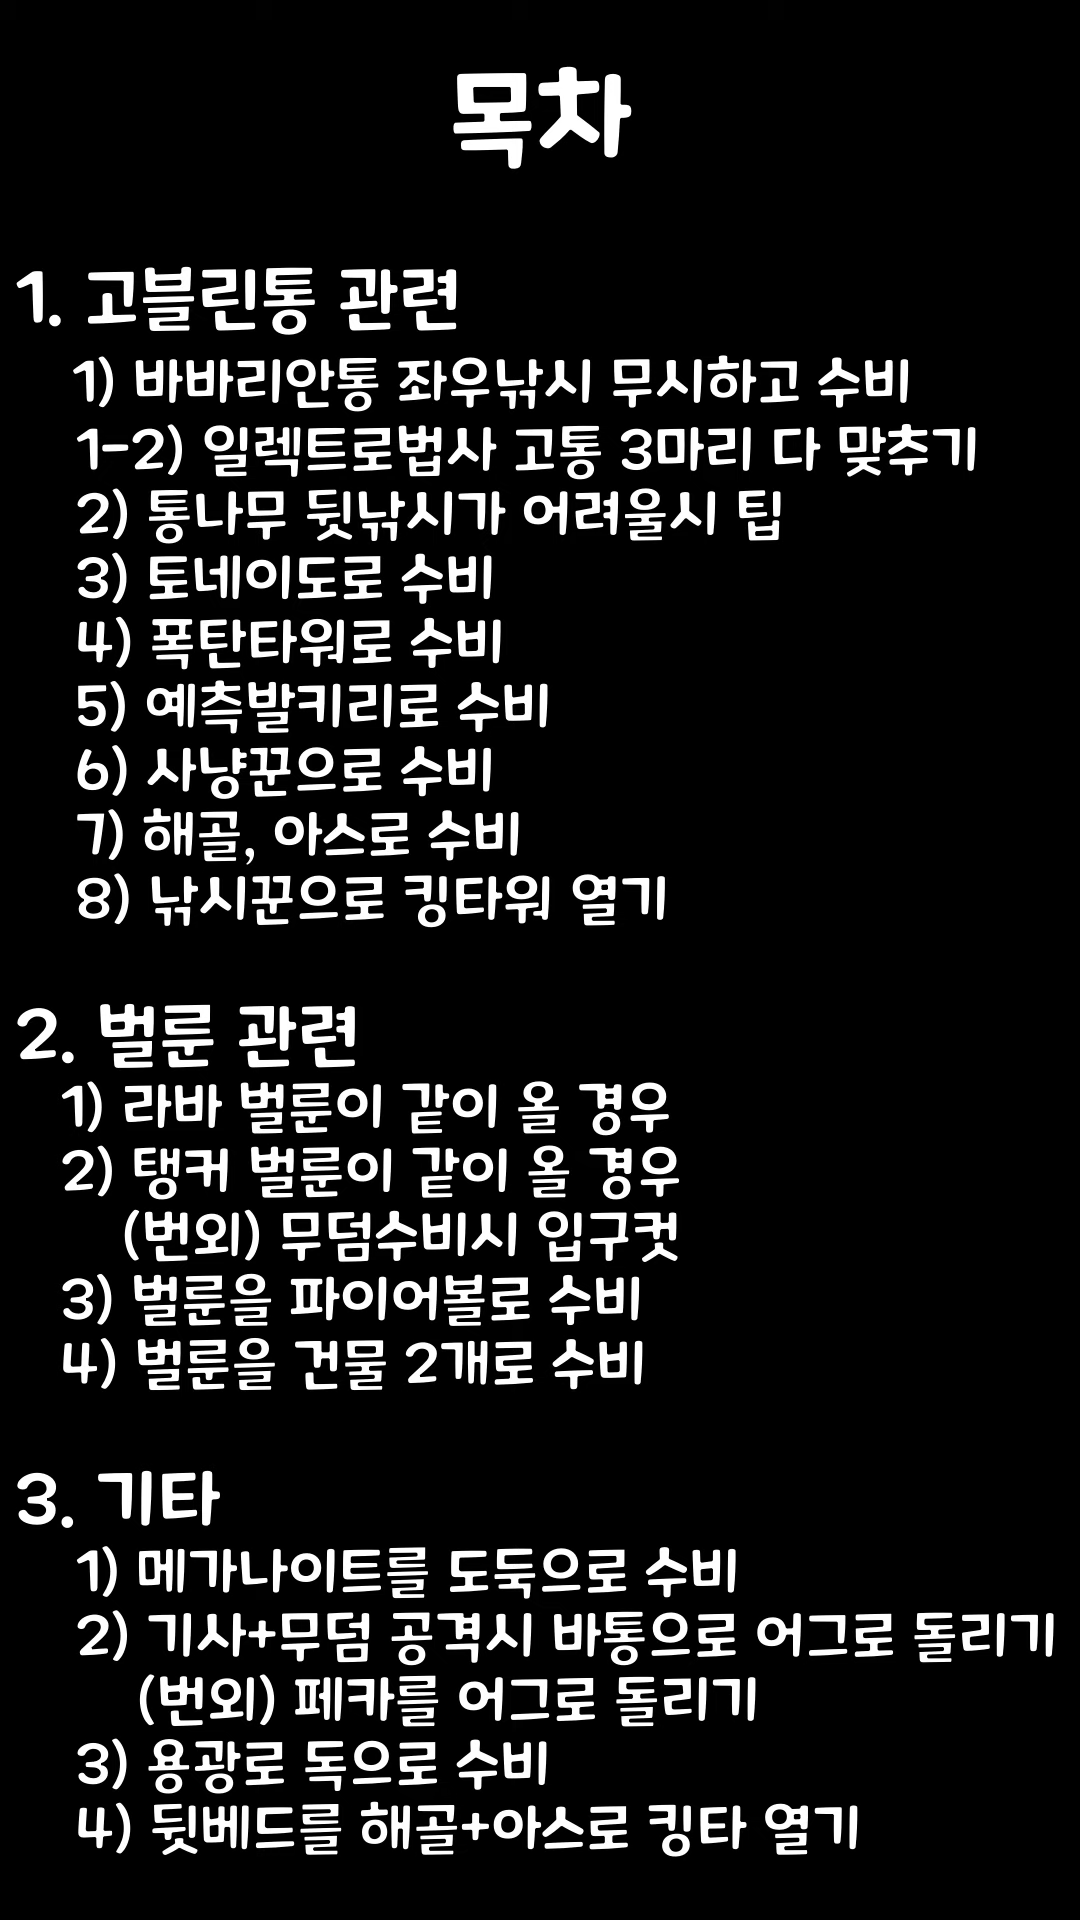 목차
1. 고블린통 관련
1) 바바리안통 좌우낚시 무시하고 수비
1-2) 일렉트로법사 고통 3마리 다 맞추기
2) 통나무 뒷낚시가 어려울시 팁
3) 토네이도로 수비
4) 폭탄타워로 수비
5) 예측발키리로 수비
6) 사냥꾼으로 수비
7) 해골, 아스로 수비
8) 낚시꾼으로 킹타워 열기
2. 벌룬 관련
1) 라바 벌룬이 같이 올 경우
2) 탱커 벌룬이 같이 올 경우
(번외) 무덤수비시 입구컷
3) 벌룬을 파이어볼로 수비
4) 벌룬을 건물 2개로 수비
3. 기타
1) 메가나이트를 도둑으로 수비
2) 기사+무덤 공격시 바통으로 어그로 돌리기
(번외) 페카를 어그로 돌리기
3) 용광로 독으로 수비
4) 뒷베드를 해골+아스로 킹타 열기